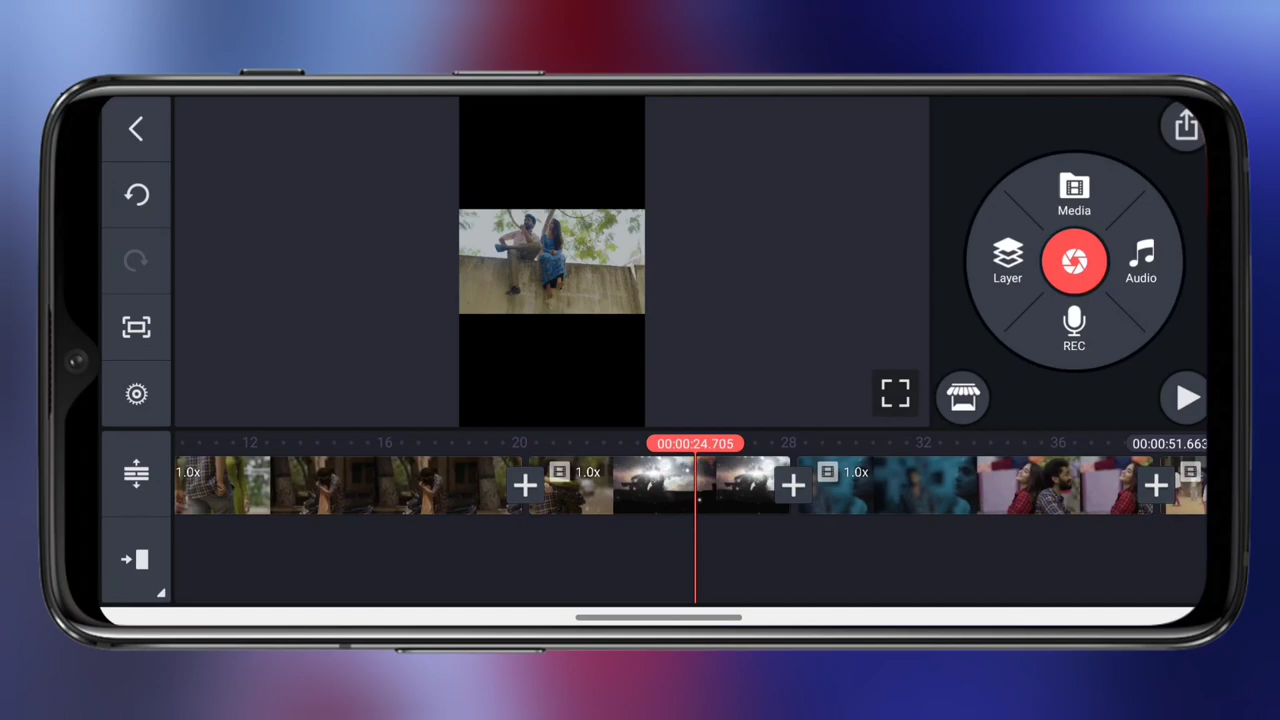 Media
Layer
Audio
REC
12
16
20
00:00:24.705
28
32
36
00:00:51.663
1.0x
1.0x
1.0x